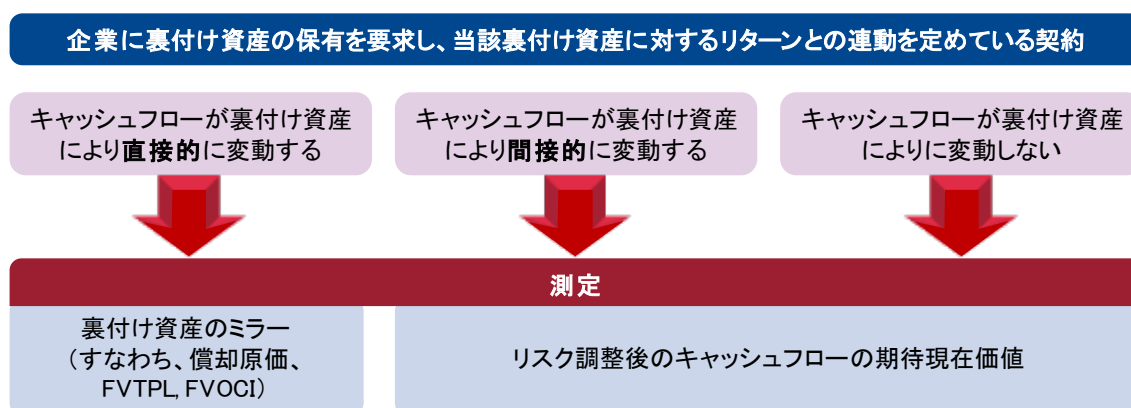 企業に裏付け資産の保有を要求し、当該裏付け資産に対するリターンとの連動を定めている契約
キャッシュフローが裏付け資産
により直接的に変動する
キャッシュフローが裏付け資産
により間接的に変動する
キャッシュフローが裏付け資産
によりに変動しない
測定
裏付け資産のミラー
(すなわち、償却原価、
FVTPL, FVOCI)
リスク調整後のキャッシュフローの期待現在価値